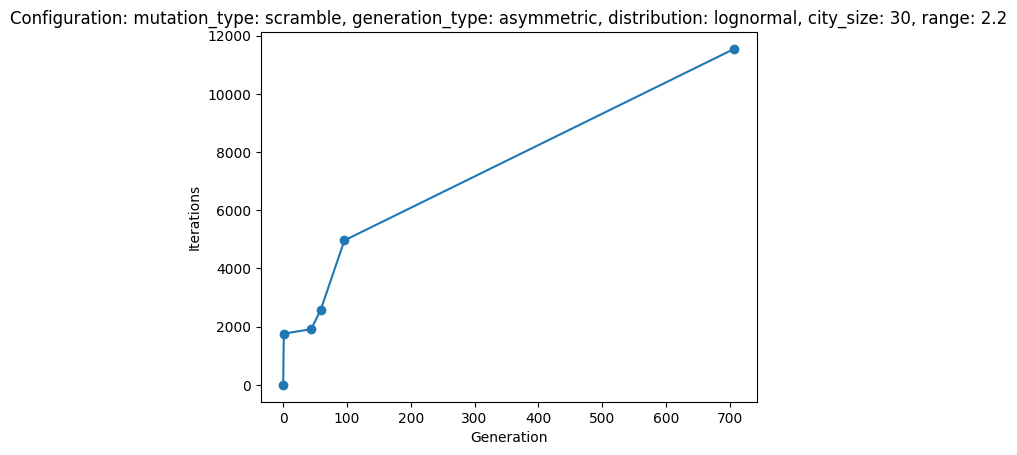 Configuration: mutation_type: scramble, generation_type: asymmetric, distribution: lognormal, city_size: 30, range: 2.2
12000
10000
8000
6000
4000
2000
0
Iterations
0 100 200 300 400 500 600 700
Generation